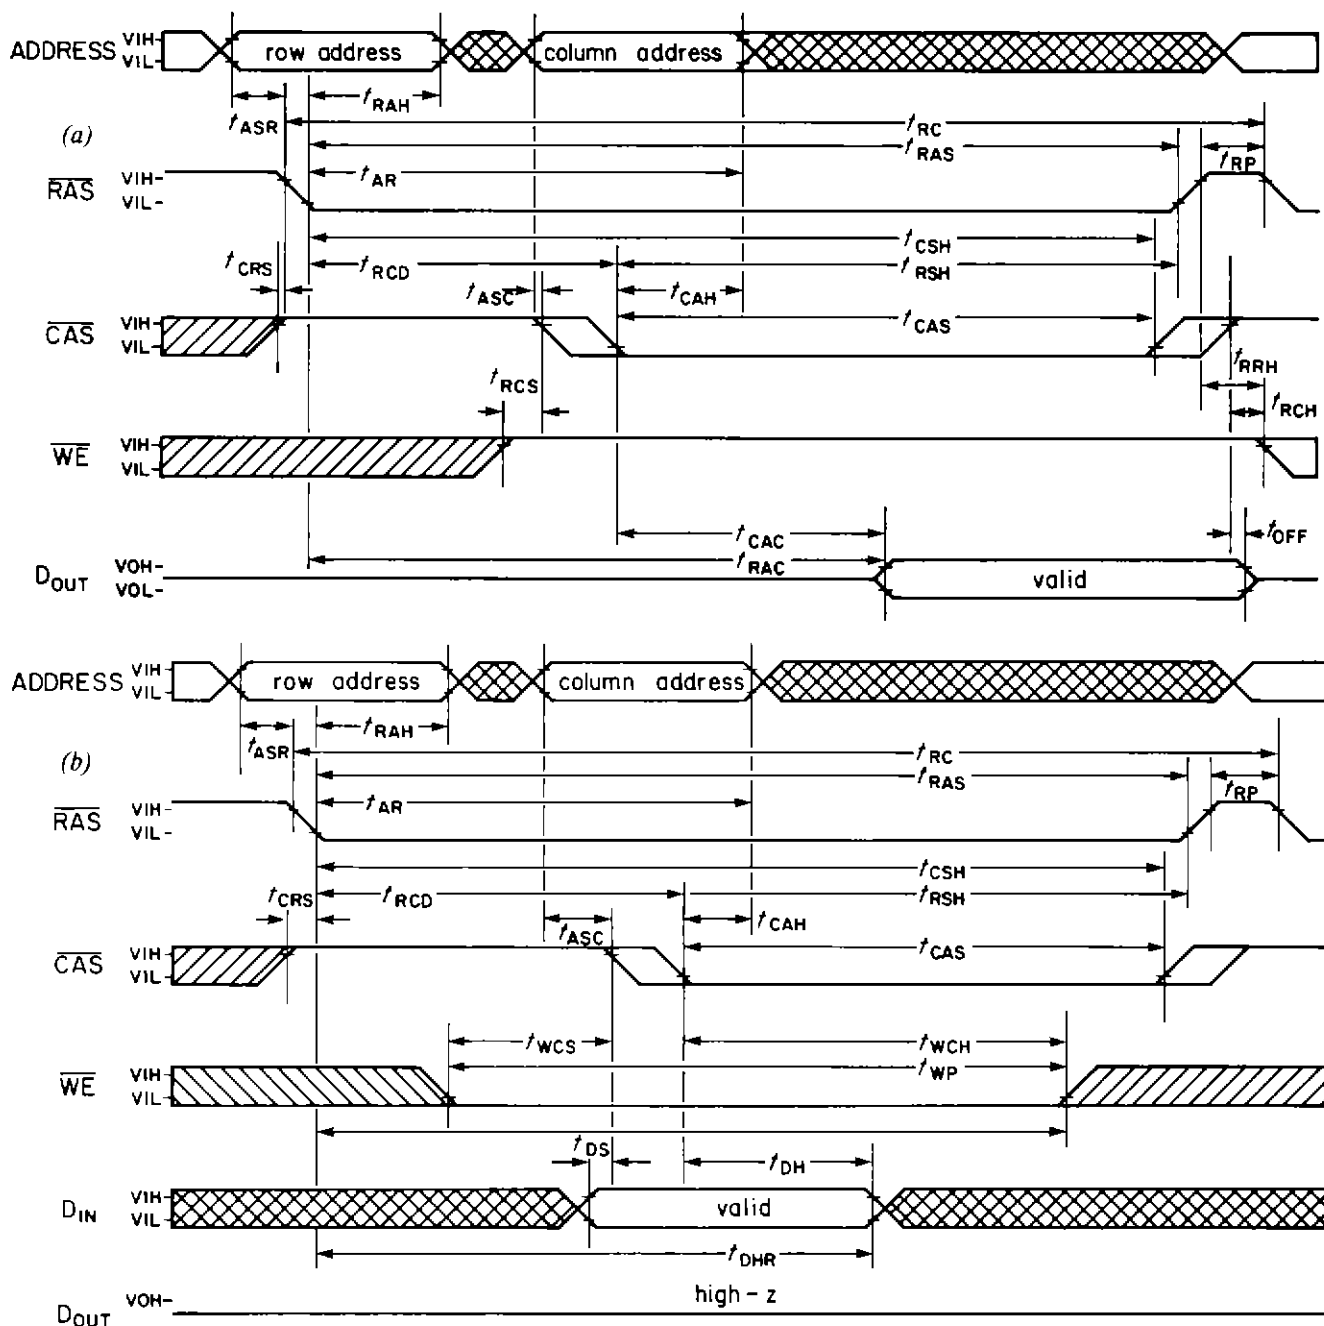 ADDRESS VIH VIL row address column address
tRAH
tASR
(a)
tRC
tRAS
tRP
RAS VIH VIL
tAR
tCSH
tCRS tRCD tRSH
tASC tCAH
CAS VIH VIL
tCAS
tRRH
tRCS
tRCH
WE VIH VIL
tCAC tOFF
tRAC
DOUT VOH VOL valid
ADDRESS VIH VIL row address column address
tRAH
tASR tRC
(b)
tRAS
tRP
RAS VIH VIL
tAR
tCSH
tCRS tRCD tRSH
tASC tCAH
CAS VIH VIL
tCAS
tWCS tWCH
tWP
WE VIH VIL
tDS tDH
DIN VIH VIL valid
tDHR
high-z
DOUT VOH